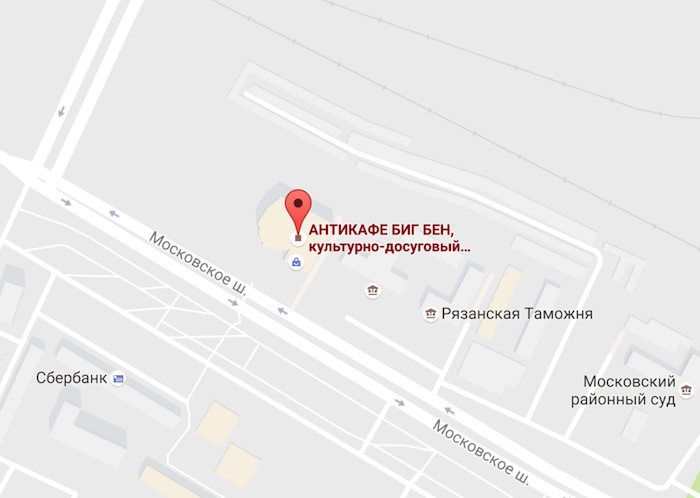 АНТИКАФЕ БИГ БЕН,
культурно-досуговый…
Московское ш.
Рязанская Таможня
Сбербанк
Московский
районный суд
Московское ш.